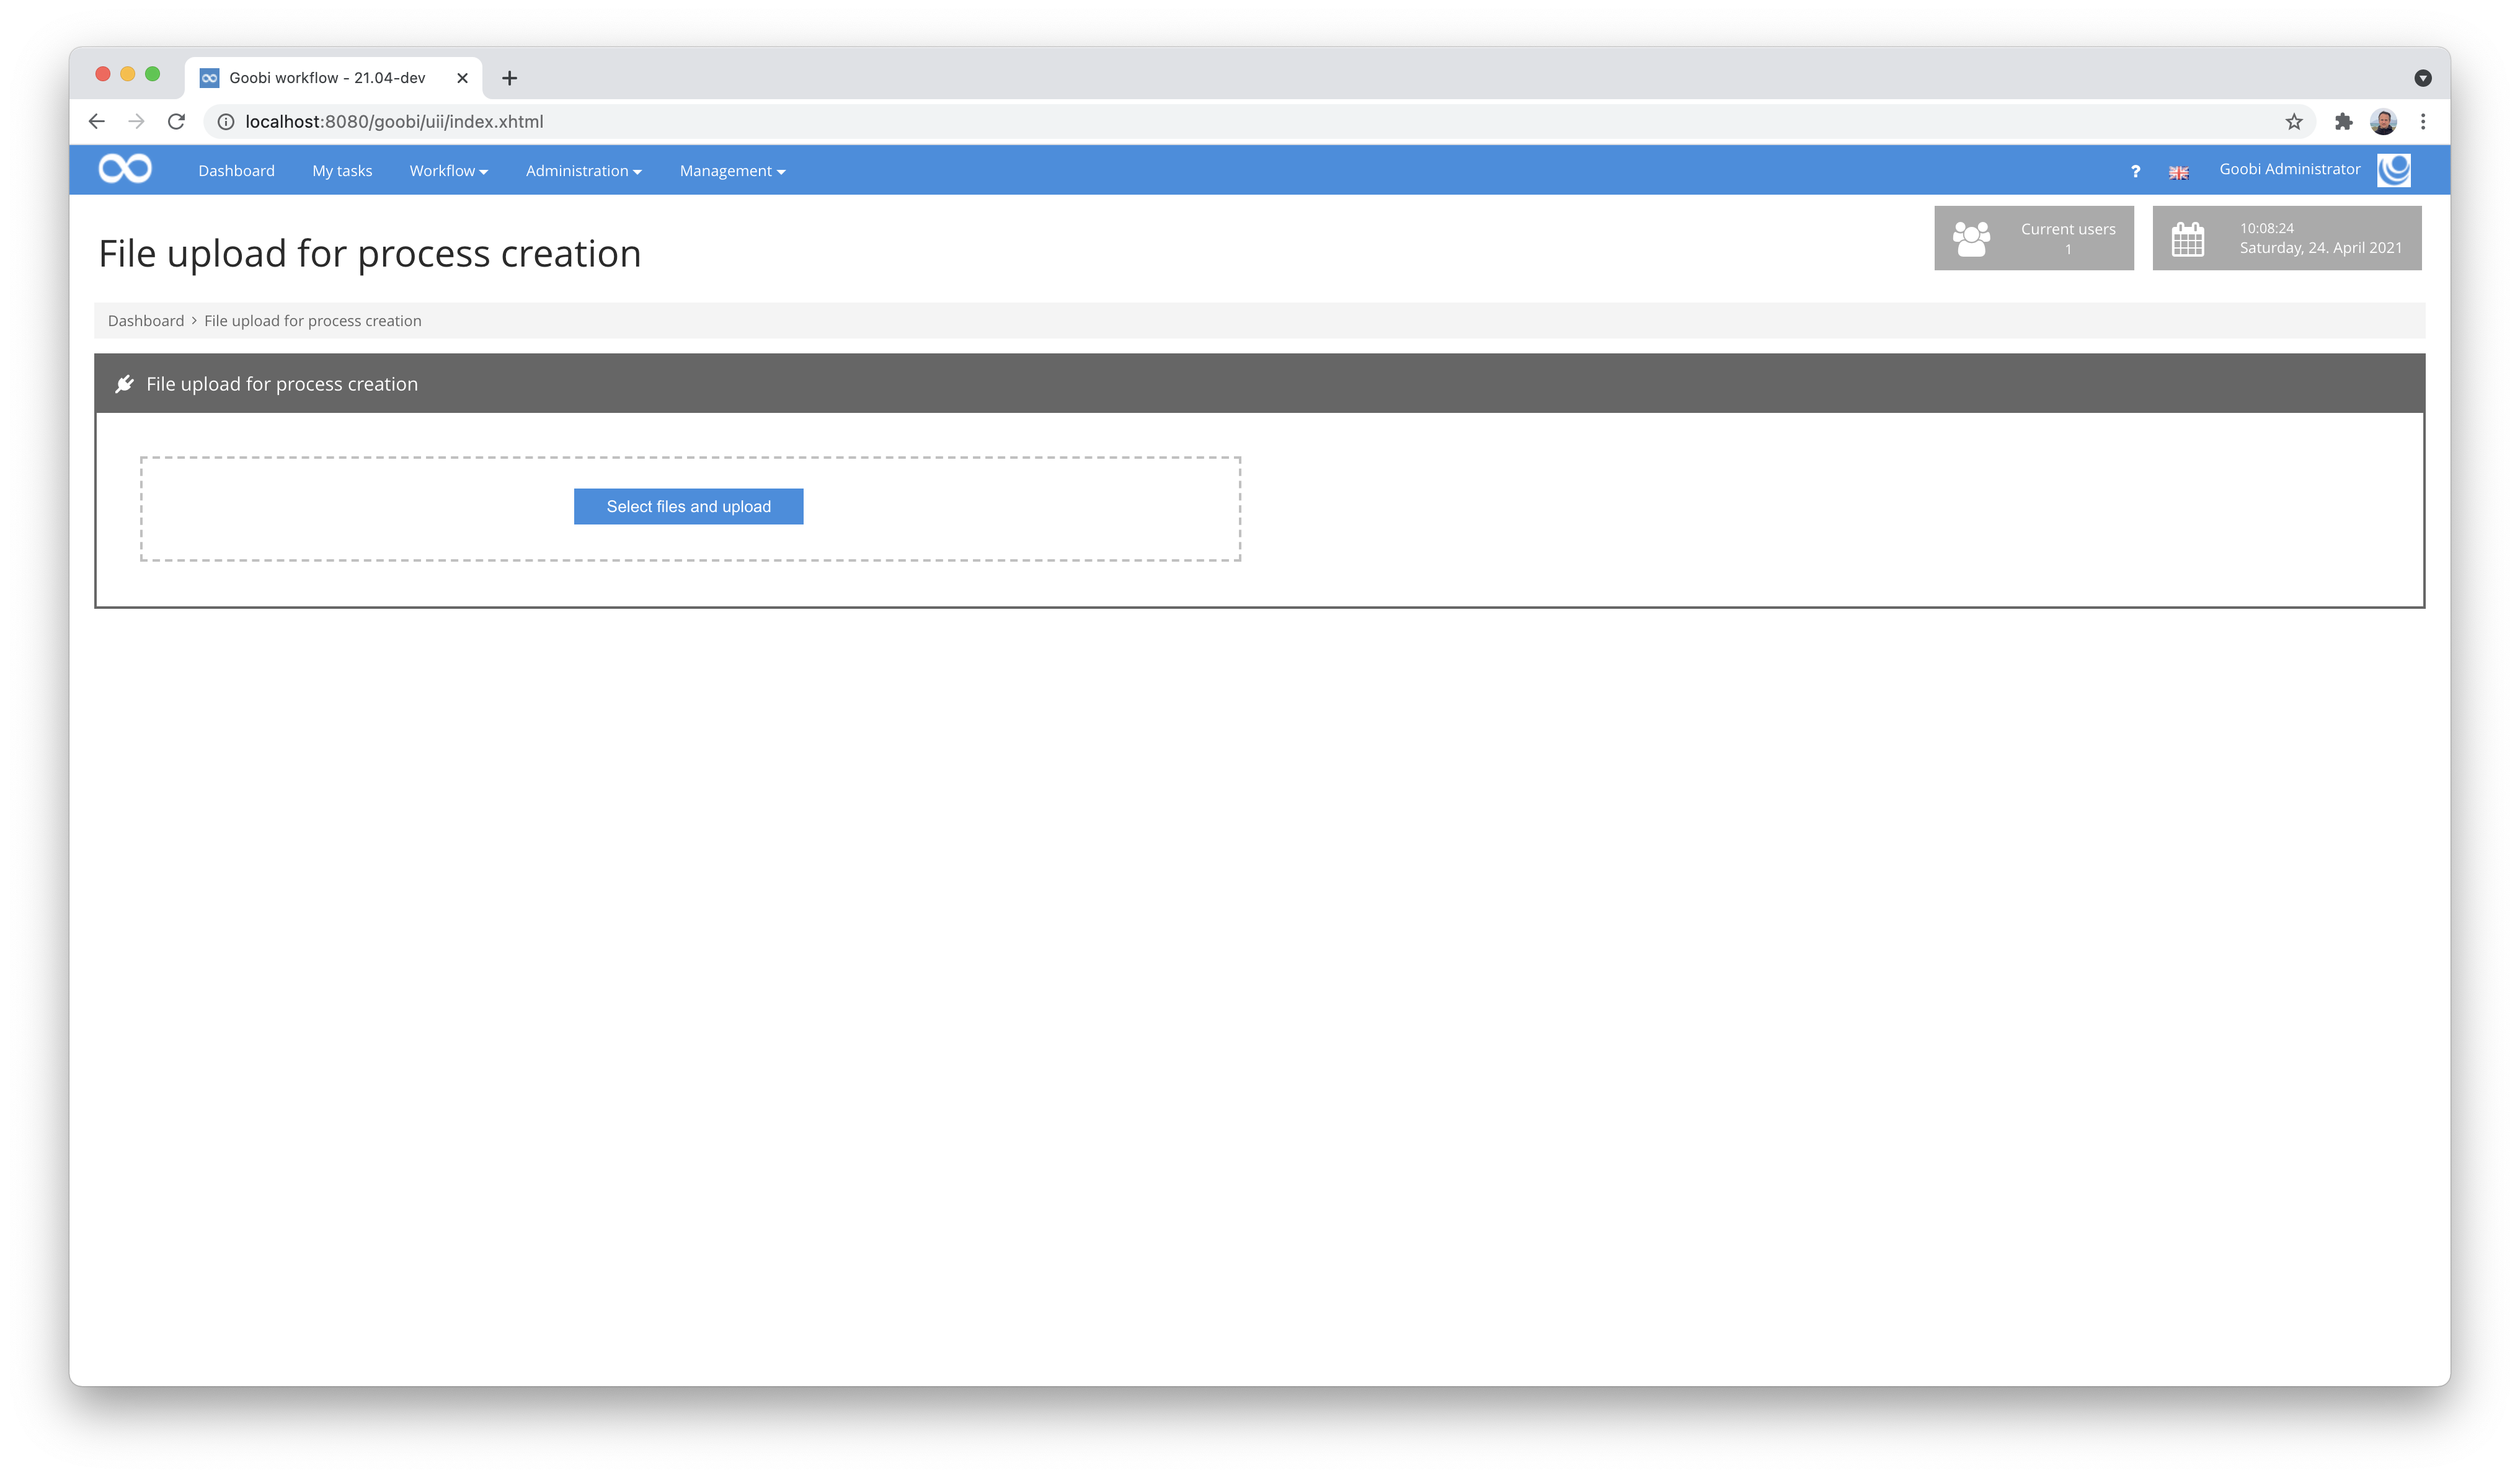 Goobi workflow - 21.04-dev
localhost:8080/goobi/uii/index.xhtml
Dashboard My tasks Workflow Administration Management ? Goobi Administrator
File upload for process creation
Current users
1
10:08:24
Saturday, 24. April 2021
Dashboard > File upload for process creation
File upload for process creation
Select files and upload